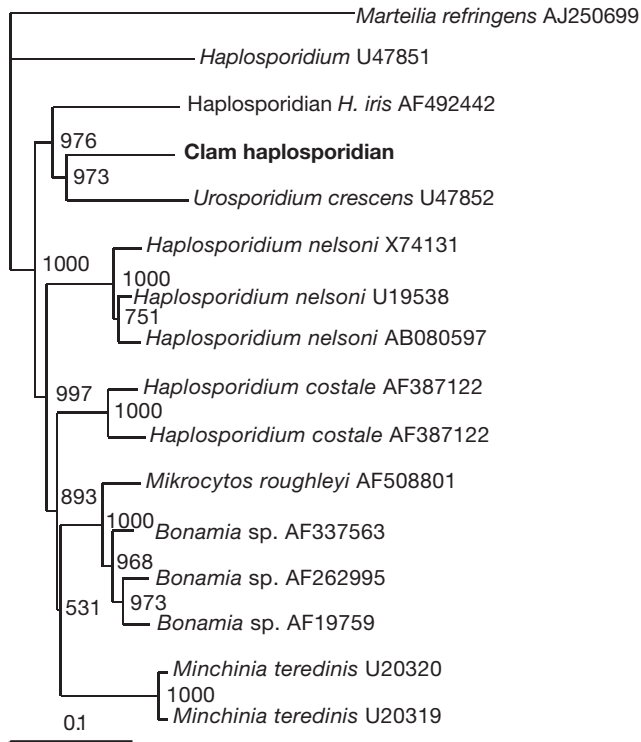 Marteilia refringens AJ250699
Haplosporidium U47851
Haplosporidian H. iris AF492442
976
Clam haplosporidian
973
Urosporidium crescens U47852
Haplosporidium nelsoni X74131
1000
1000
Haplosporidium nelsoni U19538
751
Haplosporidium nelsoni AB080597
Haplosporidium costale AF387122
997
1000
Haplosporidium costale AF387122
Mikrocytos roughleyi AF508801
893
1000
Bonamia sp. AF337563
968
Bonamia sp. AF262995
973
531
Bonamia sp. AF19759
Minchinia teredinis U20320
1000
Minchinia teredinis U20319
0.1